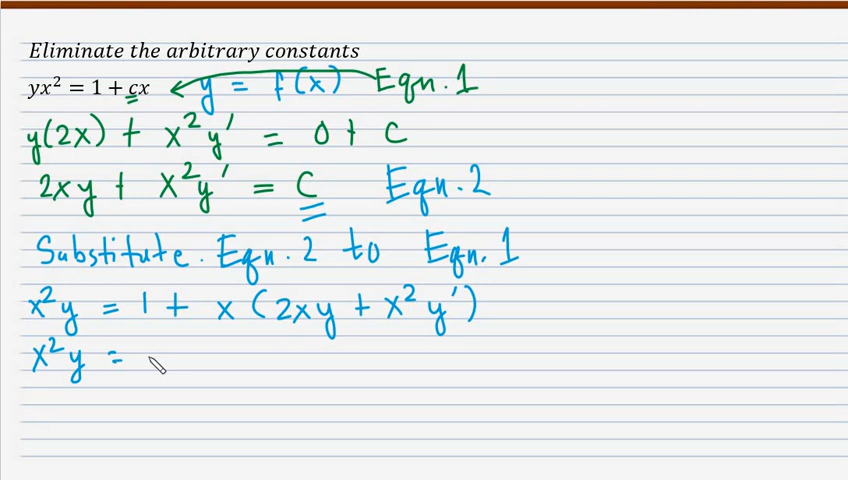 Eliminate the arbitrary constants
yx² = 1 + cx y = f(x) Eqn. 1
y(2x) + x²y' = 0 + C
2xy + x²y' = C Eqn. 2
Substitute. Eqn. 2 to Eqn. 1
x²y = 1 + x (2xy + x² y')
x²y =